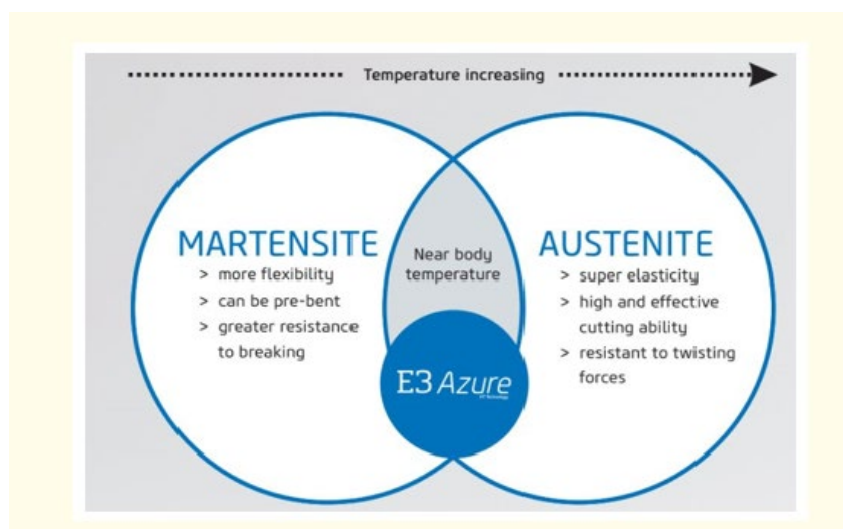 Temperature increasing
MARTENSITE
> more flexibility
> can be pre-bent
> greater resistance
to breaking
Near body
temperature
AUSTENITE
> super elasticity
> high and effective
cutting ability
> resistant to twisting
forces
E3 Azure